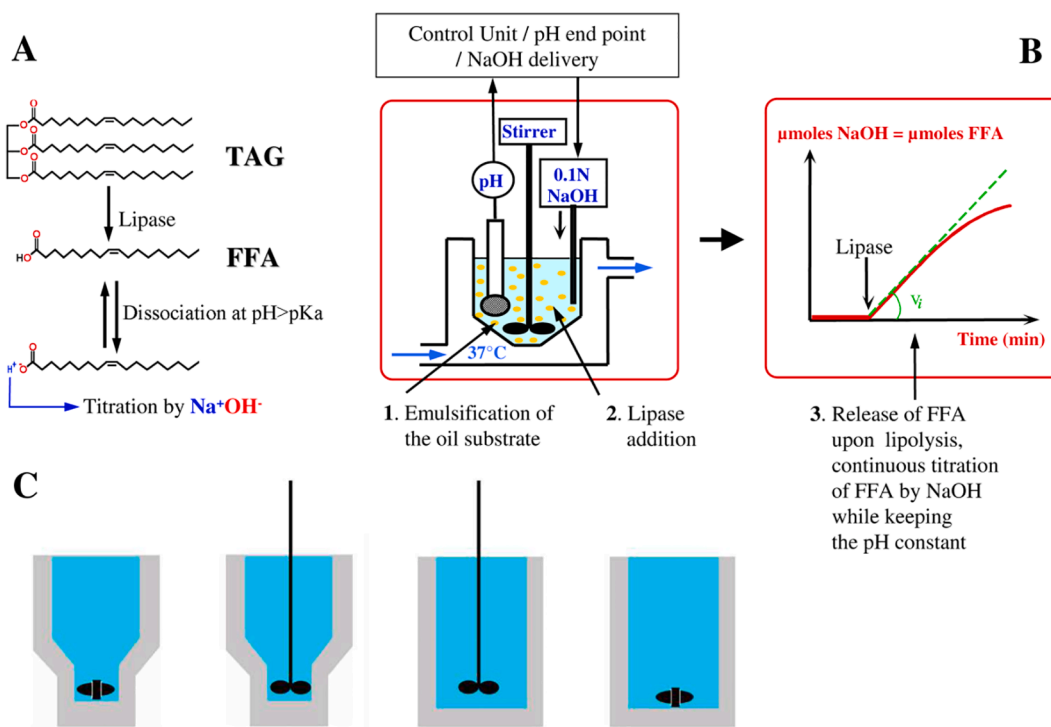 A
Control Unit / pH end point
/ NaOH delivery
B
O
O
O
O
O
O
TAG
Lipase
O
HO
FFA
Dissociation at pH>pKa
O
H⁺ ⁻O
Titration by Na⁺OH⁻
Stirrer
pH
0.1N
NaOH
37°C
1. Emulsification of
the oil substrate
2. Lipase
addition
µmoles NaOH = µmoles FFA
Lipase
Vi
Time (min)
3. Release of FFA
upon lipolysis,
continuous titration
of FFA by NaOH
while keeping
the pH constant
C